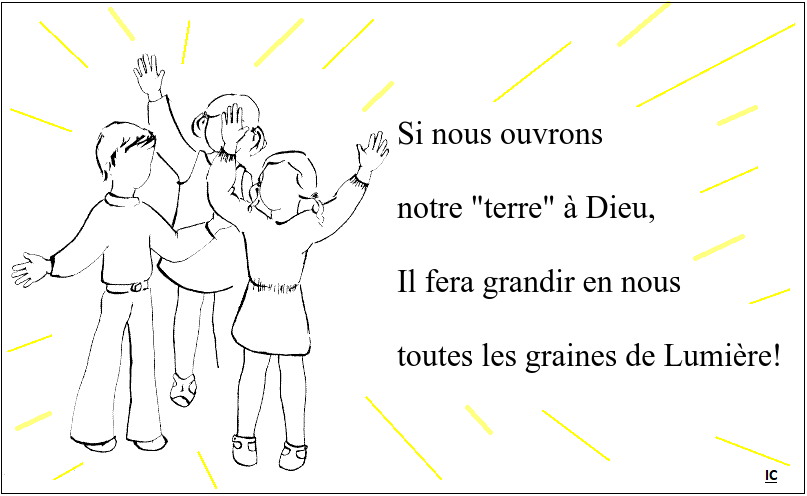 Si nous ouvrons
notre "terre" à Dieu,
Il fera grandir en nous
toutes les graines de Lumière!
IC